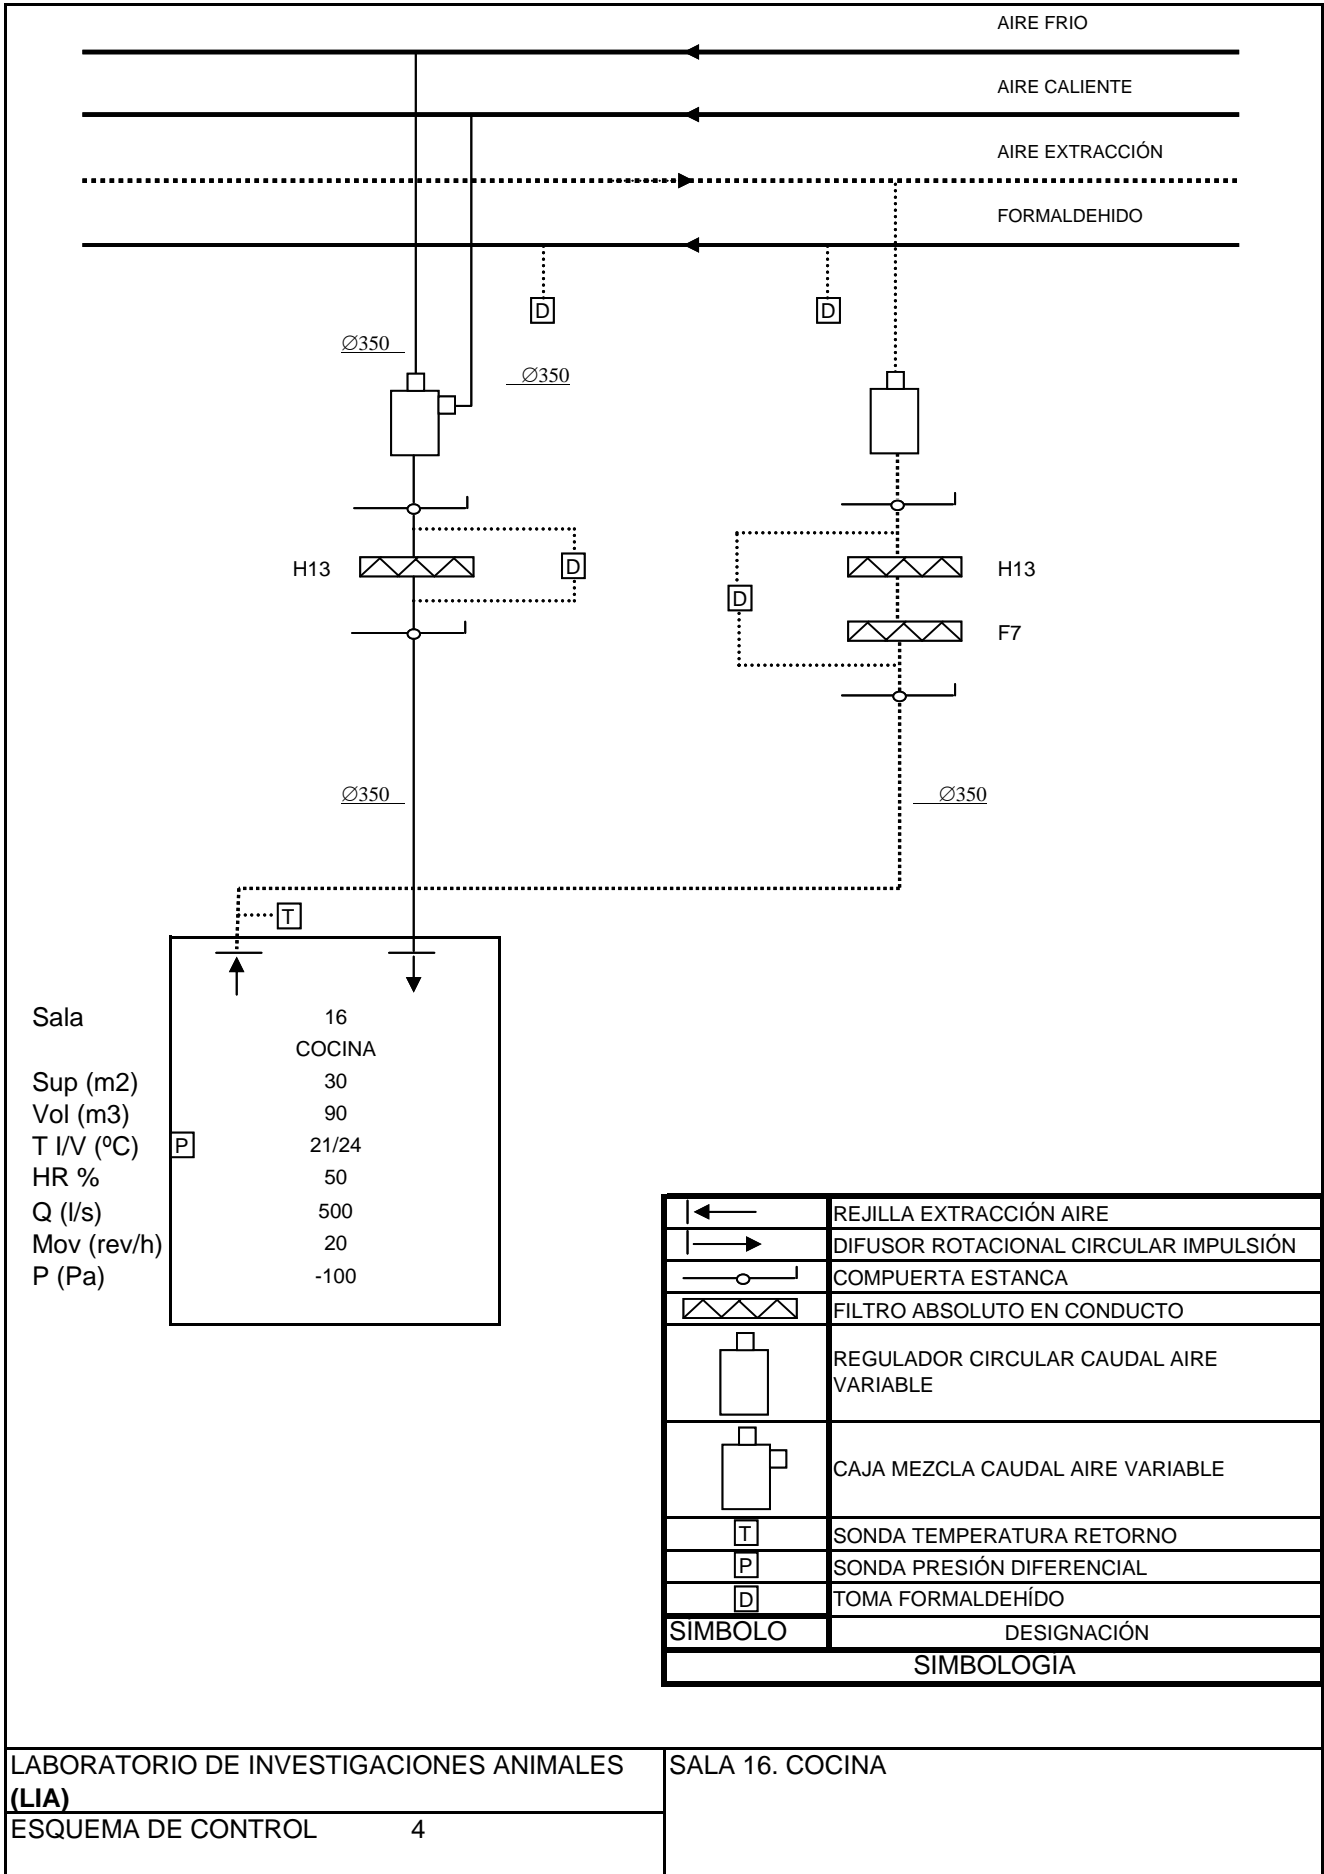 AIRE FRIO
AIRE CALIENTE
AIRE EXTRACCIÓN
FORMALDEHIDO
D
D
∅350
∅350
H13
D
D
H13
F7
∅350
∅350
T
Sala 16
COCINA
Sup (m2) 30
Vol (m3) 90
T I/V (ºC) P 21/24
HR % 50
Q (l/s) 500
Mov (rev/h) 20
P (Pa) -100
REJILLA EXTRACCIÓN AIRE
DIFUSOR ROTACIONAL CIRCULAR IMPULSIÓN
COMPUERTA ESTANCA
FILTRO ABSOLUTO EN CONDUCTO
REGULADOR CIRCULAR CAUDAL AIRE
VARIABLE
CAJA MEZCLA CAUDAL AIRE VARIABLE
T SONDA TEMPERATURA RETORNO
P SONDA PRESIÓN DIFERENCIAL
D TOMA FORMALDEHÍDO
SÍMBOLO DESIGNACIÓN
SIMBOLOGÍA
LABORATORIO DE INVESTIGACIONES ANIMALES
(LIA)
SALA 16. COCINA
ESQUEMA DE CONTROL 4